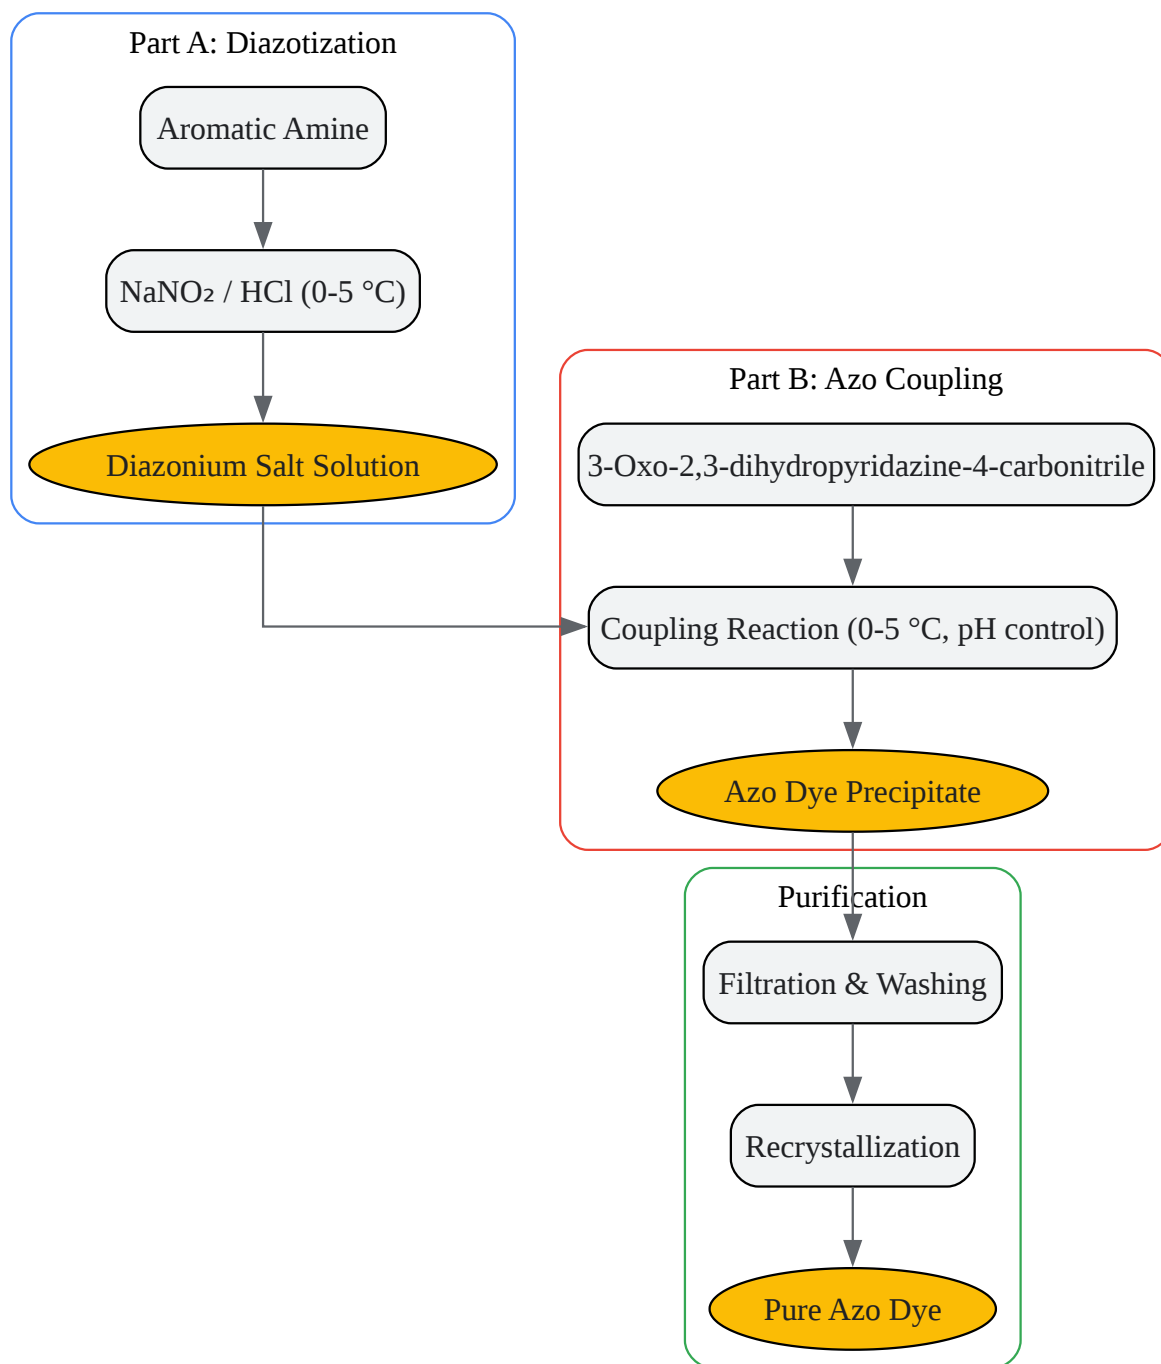 Part A: Diazotization
Aromatic Amine
NaNO₂ / HCl (0-5 °C)
Diazonium Salt Solution
Part B: Azo Coupling
3-Oxo-2,3-dihydropyridazine-4-carbonitrile
Coupling Reaction (0-5 °C, pH control)
Azo Dye Precipitate
Purification
Filtration & Washing
Recrystallization
Pure Azo Dye